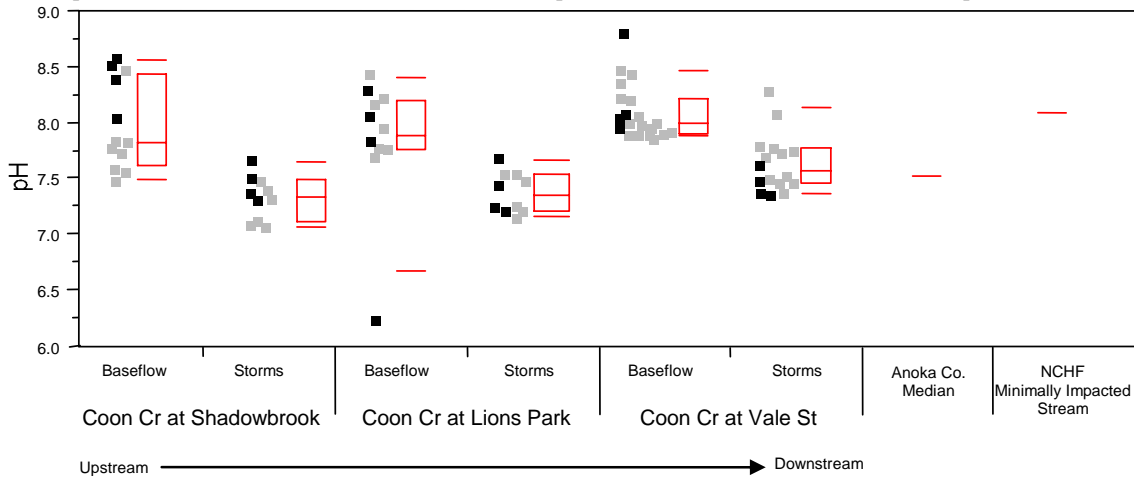 9.0
8.5
8.0
7.5
7.0
6.5
6.0
pH
Baseflow Storms Baseflow Storms Baseflow Storms Anoka Co. Median NCHF Minimally Impacted Stream
Coon Cr at Shadowbrook Coon Cr at Lions Park Coon Cr at Vale St
Upstream Downstream